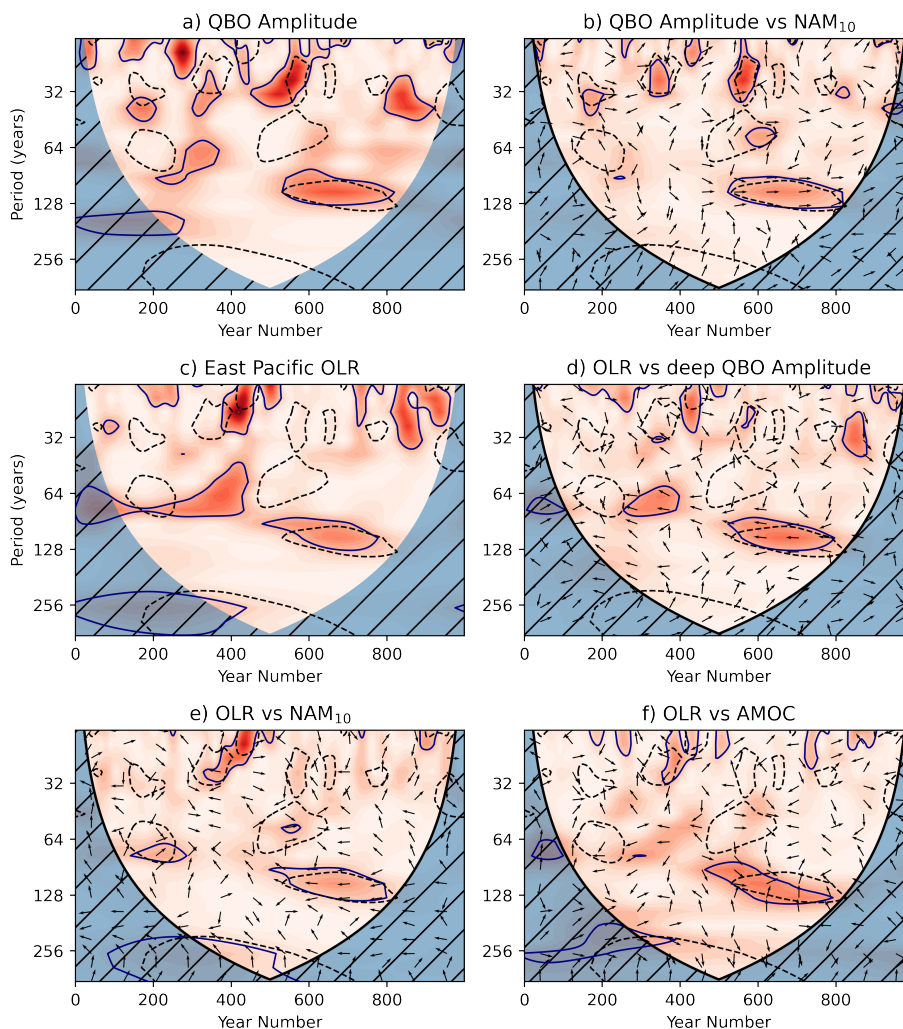 a) QBO Amplitude
b) QBO Amplitude vs NAM₁₀
Period (years)
32
64
128
256
32
64
128
256
0 200 400 600 800
0 200 400 600 800
Year Number
Year Number
c) East Pacific OLR
d) OLR vs deep QBO Amplitude
Period (years)
32
64
128
256
32
64
128
256
0 200 400 600 800
0 200 400 600 800
Year Number
Year Number
e) OLR vs NAM₁₀
f) OLR vs AMOC
Period (years)
32
64
128
256
32
64
128
256
0 200 400 600 800
0 200 400 600 800
Year Number
Year Number